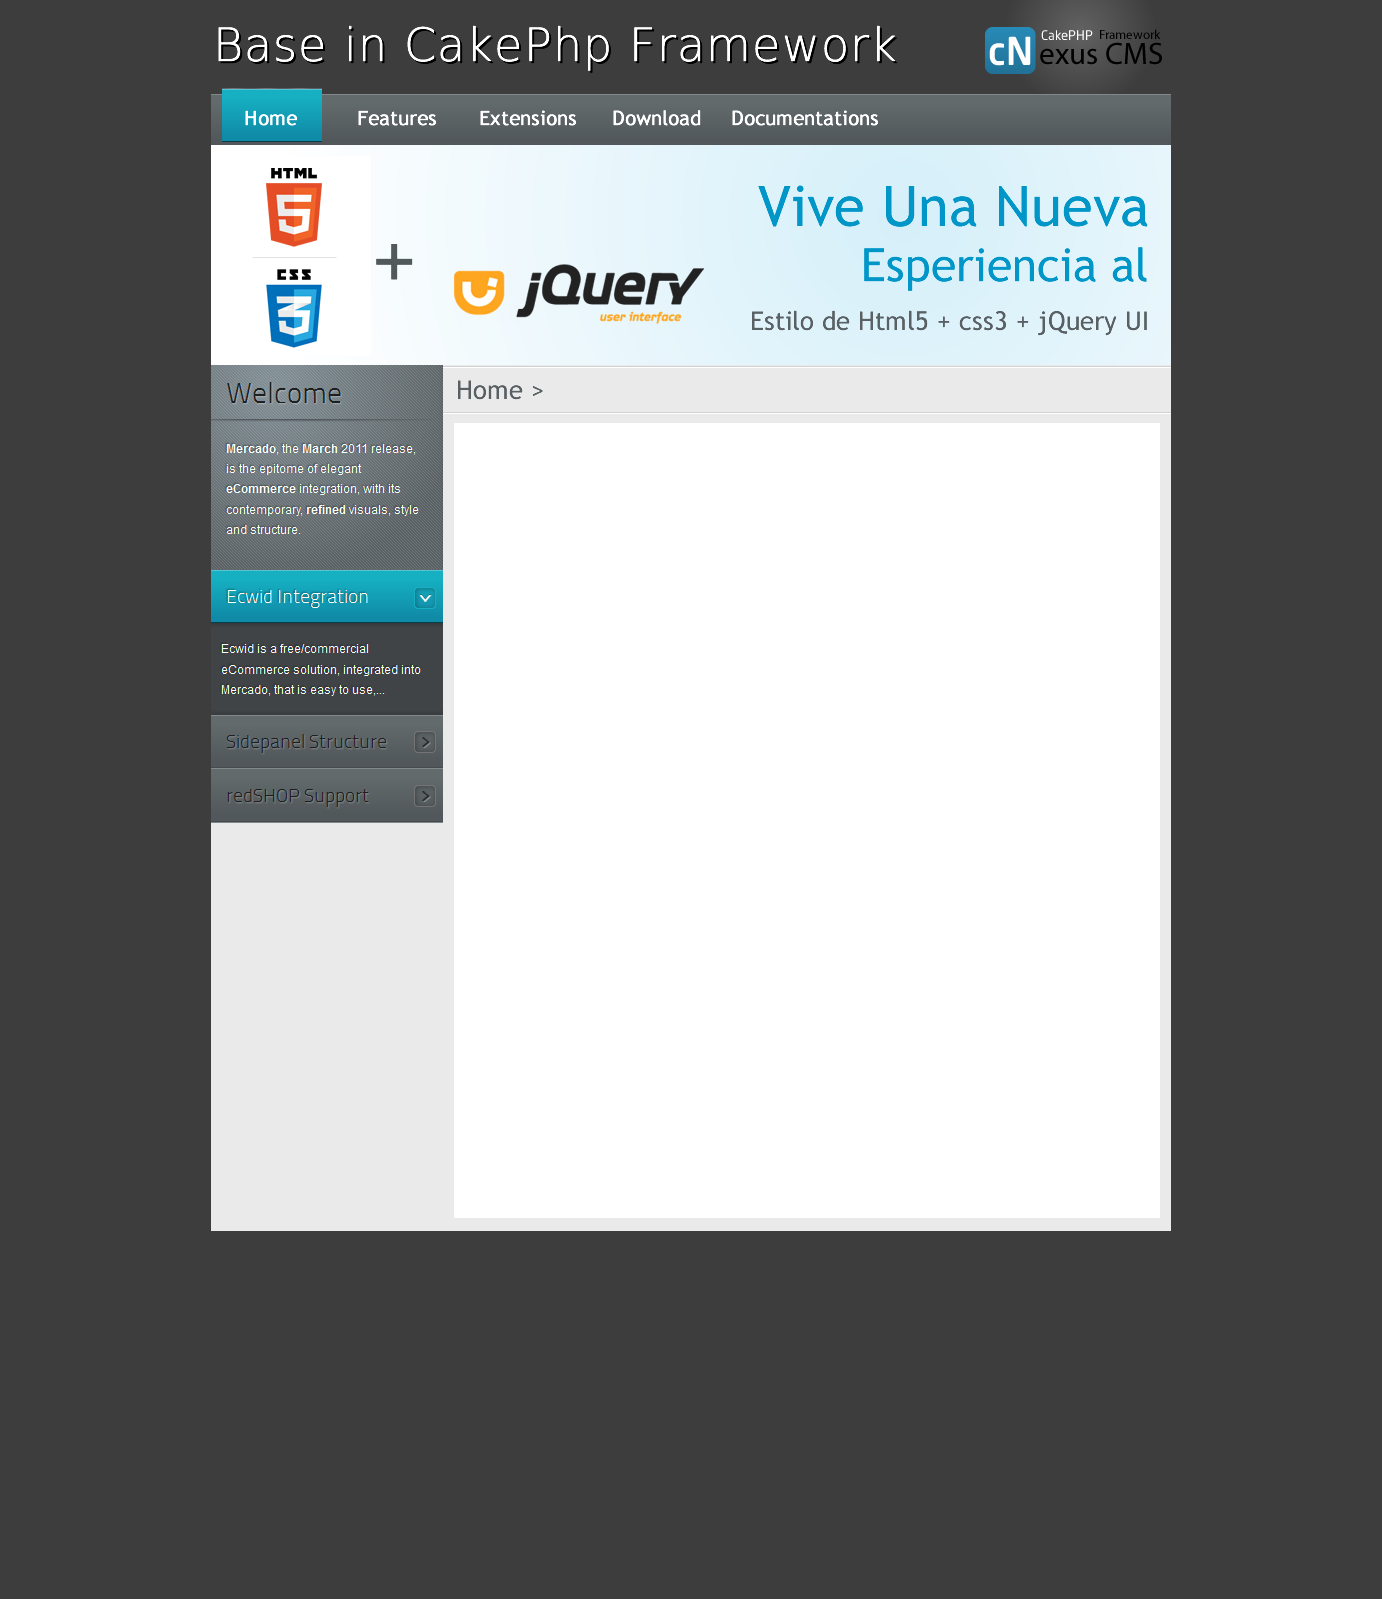 Base in CakePhp Framework
cN
CakePHP Framework
exus CMS
Home Features Extensions Download Documentations
HTML
5
CSS
3
+
jQuery
user interface
Vive Una Nueva
Esperiencia al
Estilo de Html5 + css3 + jQuery UI
Welcome
Mercado, the March 2011 release,
is the epitome of elegant
eCommerce integration, with its
contemporary, refined visuals, style
and structure.
Ecwid Integration
Ecwid is a free/commercial
eCommerce solution, integrated into
Mercado, that is easy to use,...
Sidepanel Structure
redSHOP Support
Home >